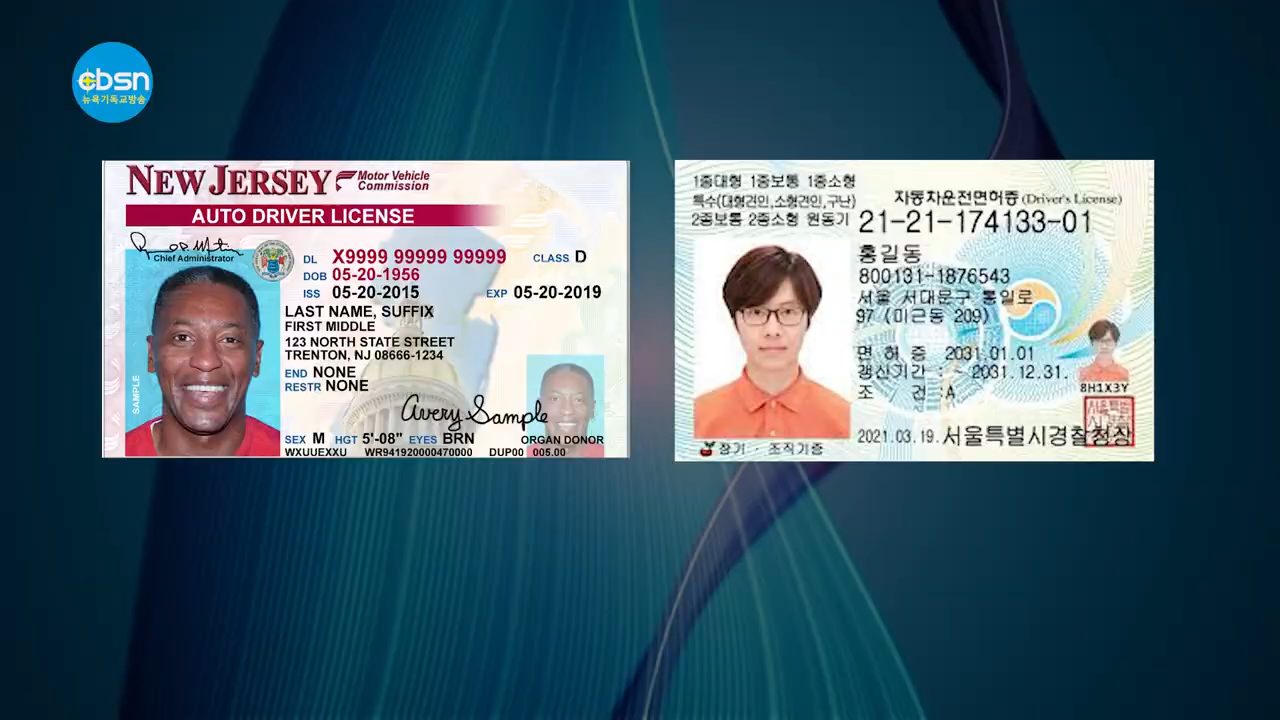 cbsn
뉴욕기독교방송
NEW JERSEY
Motor Vehicle
Commission
AUTO DRIVER LICENSE
Chief Administrator
DL X9999 99999 99999 CLASS D
DOB 05-20-1956
ISS 05-20-2015 EXP 05-20-2019
LAST NAME, SUFFIX
FIRST MIDDLE
123 NORTH STATE STREET
TRENTON, NJ 08666-1234
END NONE
RESTR NONE
SAMPLE
Avery Sample
SEX M HGT 5'-08" EYES BRN ORGAN DONOR
WXUUEXXU WR941920000470000 DUP00 005.00
1종대형 1종보통 1종소형
특수(대형견인,소형견인,구난)
2종보통 2종소형 원동기
자동차운전면허증 (Driver's License)
21-21-174133-01
홍길동
800131-1876543
서울 서대문구 통일로
97 (미근동 209)
면 허 증 2031.01.01
갱신기간 : ~ 2031.12.31.
조 건 :A
8H1X3Y
2021.03.19. 서울특별시경찰청장
장기 · 조직기증